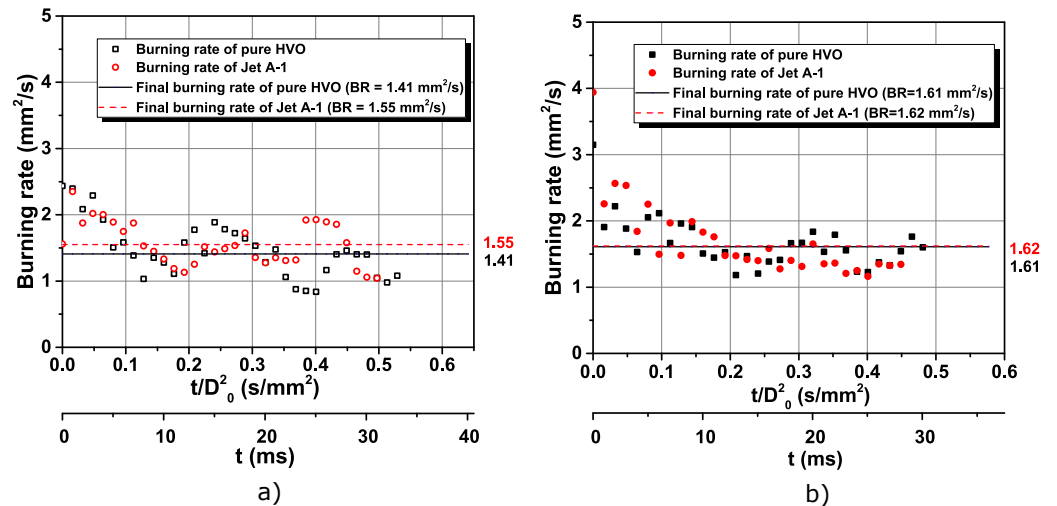 Burning rate (mm²/s)
5
4
3
2
1
0
Burning rate of pure HVO
Burning rate of Jet A-1
Final burning rate of pure HVO (BR = 1.41 mm²/s)
Final burning rate of Jet A-1 (BR = 1.55 mm²/s)
1.55
1.41
0.0 0.1 0.2 0.3 0.4 0.5 0.6
t/D²₀ (s/mm²)
0 10 20 30 40
t (ms)
a)
Burning rate (mm²/s)
5
4
3
2
1
0
Burning rate of pure HVO
Burning rate of Jet A-1
Final burning rate of pure HVO (BR=1.61 mm²/s)
Final burning rate of Jet A-1 (BR=1.62 mm²/s)
1.62
1.61
0.0 0.1 0.2 0.3 0.4 0.5 0.6
t/D²₀ (s/mm²)
0 10 20 30
t (ms)
b)